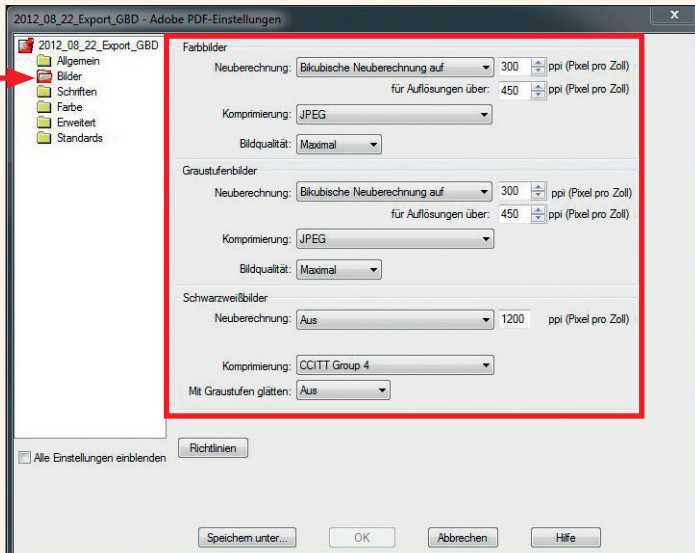 2012_08_22_Export_GBD - Adobe PDF-Einstellungen
x
2012_08_22_Export_GBD
Allgemein
Bilder
Schriften
Farbe
Erweitert
Standards
Alle Einstellungen einblenden
Farbbilder
Neuberechnung: Bikubische Neuberechnung auf 300 ppi (Pixel pro Zoll)
für Auflösungen über: 450 ppi (Pixel pro Zoll)
Komprimierung: JPEG
Bildqualität: Maximal
Graustufenbilder
Neuberechnung: Bikubische Neuberechnung auf 300 ppi (Pixel pro Zoll)
für Auflösungen über: 450 ppi (Pixel pro Zoll)
Komprimierung: JPEG
Bildqualität: Maximal
Schwarzweißbilder
Neuberechnung: Aus 1200 ppi (Pixel pro Zoll)
Komprimierung: CCITT Group 4
Mit Graustufen glätten: Aus
Richtlinien
Speichern unter... OK Abbrechen Hilfe